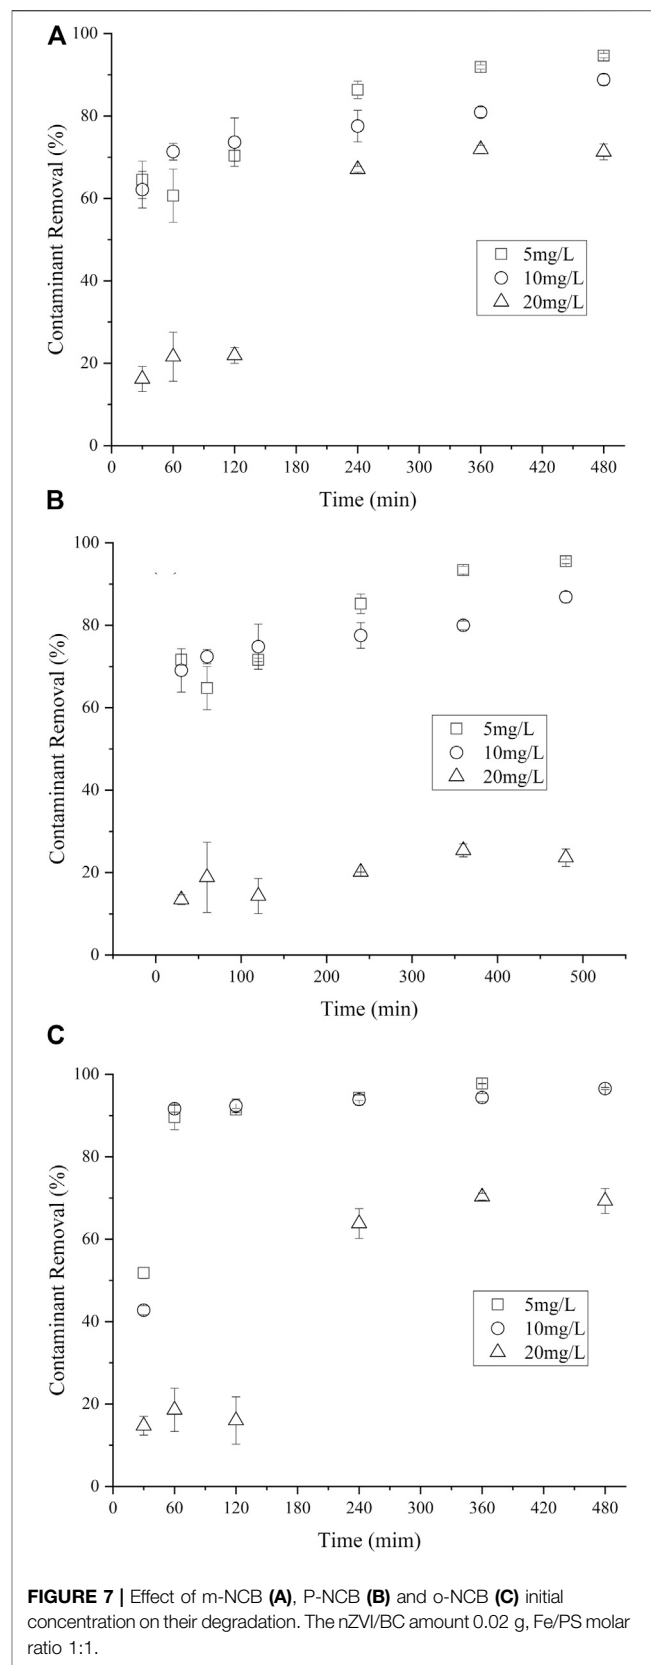 A
100
80
60
40
20
0
Contaminant Removal (%)
5mg/L
10mg/L
20mg/L
0 60 120 180 240 300 360 420 480
Time (min)
B
100
80
60
40
20
0
Contaminant Removal (%)
5mg/L
10mg/L
20mg/L
0 100 200 300 400 500
Time (min)
C
100
80
60
40
20
0
Contaminant Removal (%)
5mg/L
10mg/L
20mg/L
0 60 120 180 240 300 360 420 480
Time (mim)
FIGURE 7 | Effect of m-NCB (A), P-NCB (B) and o-NCB (C) initial
concentration on their degradation. The nZVI/BC amount 0.02 g, Fe/PS molar
ratio 1:1.